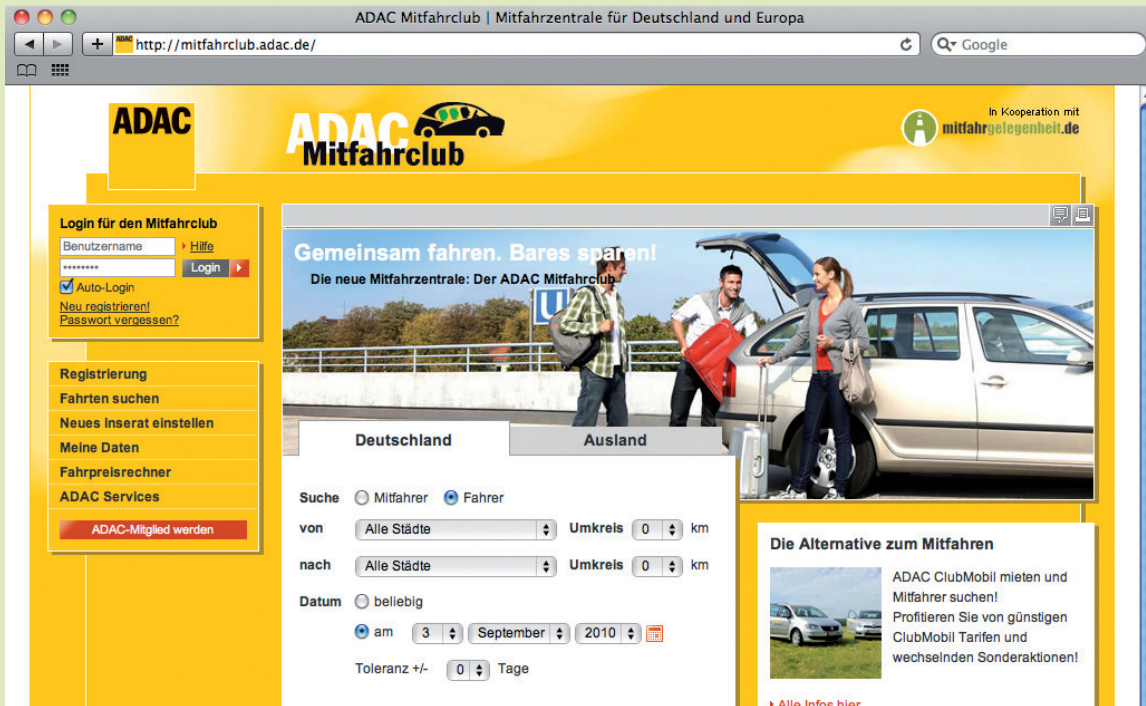 ADAC Mitfahrclub | Mitfahrzentrale für Deutschland und Europa
ADAC
http://mitfahrclub.adac.de/
Google
ADAC
ADAC
Mitfahrclub
In Kooperation mit
mitfahrgelegenheit.de
Login für den Mitfahrclub
Benutzername
Hilfe
********
Login
Auto-Login
Neu registrieren!
Passwort vergessen?
Registrierung
Fahrten suchen
Neues Inserat einstellen
Meine Daten
Fahrpreisrechner
ADAC Services
ADAC-Mitglied werden
Gemeinsam fahren. Bares sparen!
Die neue Mitfahrzentrale: Der ADAC Mitfahrclub
U
Deutschland Ausland
Suche Mitfahrer Fahrer
von Alle Städte Umkreis 0 km
nach Alle Städte Umkreis 0 km
Datum beliebig
am 3 September 2010
Toleranz +/- 0 Tage
Die Alternative zum Mitfahren
ADAC ClubMobil mieten und
Mitfahrer suchen!
Profitieren Sie von günstigen
ClubMobil Tarifen und
wechselnden Sonderaktionen!
Alle Infos hier